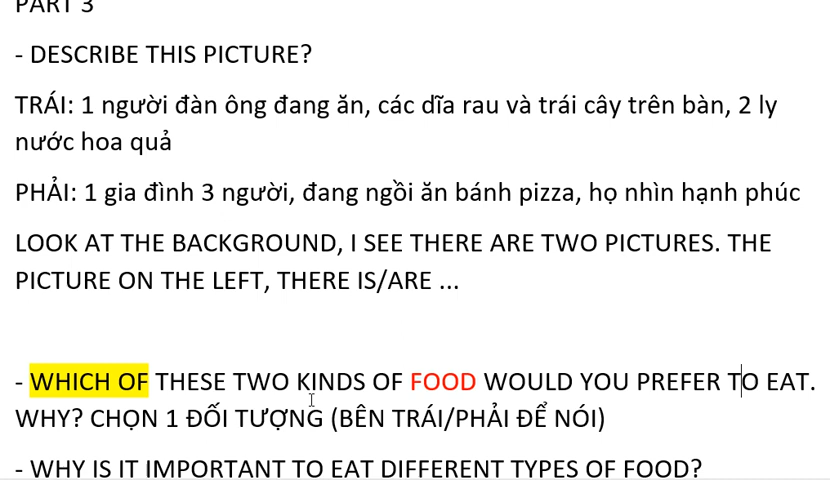 PART 3
- DESCRIBE THIS PICTURE?
TRÁI: 1 người đàn ông đang ăn, các dĩa rau và trái cây trên bàn, 2 ly
nước hoa quả
PHẢI: 1 gia đình 3 người, đang ngồi ăn bánh pizza, họ nhìn hạnh phúc
LOOK AT THE BACKGROUND, I SEE THERE ARE TWO PICTURES. THE
PICTURE ON THE LEFT, THERE IS/ARE ...
- WHICH OF THESE TWO KINDS OF FOOD WOULD YOU PREFER TO EAT.
WHY? CHỌN 1 ĐỐI TƯỢNG (BÊN TRÁI/PHẢI ĐỂ NÓI)
- WHY IS IT IMPORTANT TO EAT DIFFERENT TYPES OF FOOD?